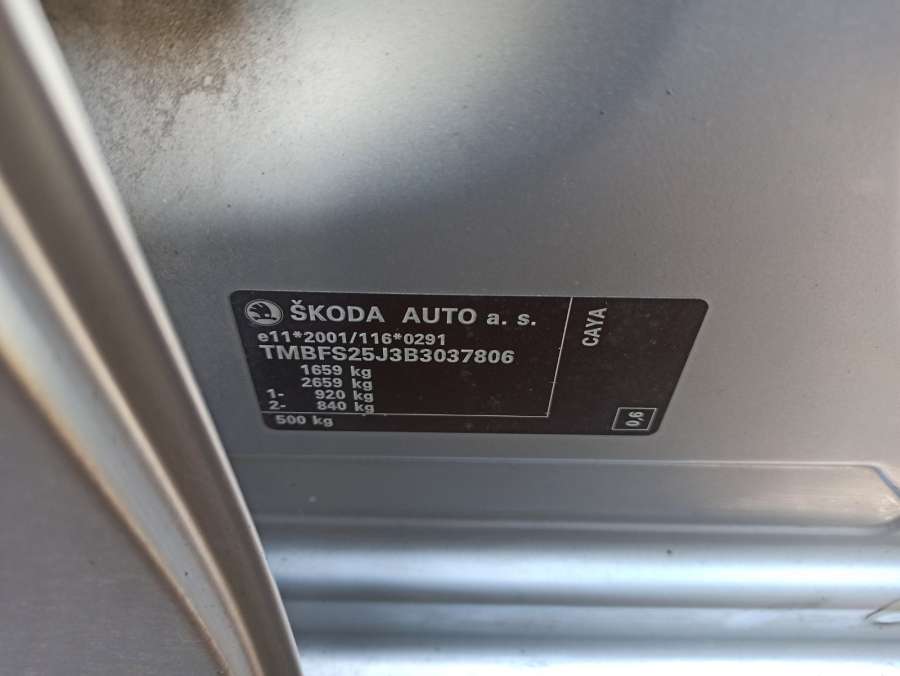 ŠKODA AUTO a. s.
e11*2001/116*0291
TMBFS25J3B3037806
1659 kg
2659 kg
1- 920 kg
2- 840 kg
500 kg
CAYA
0,6